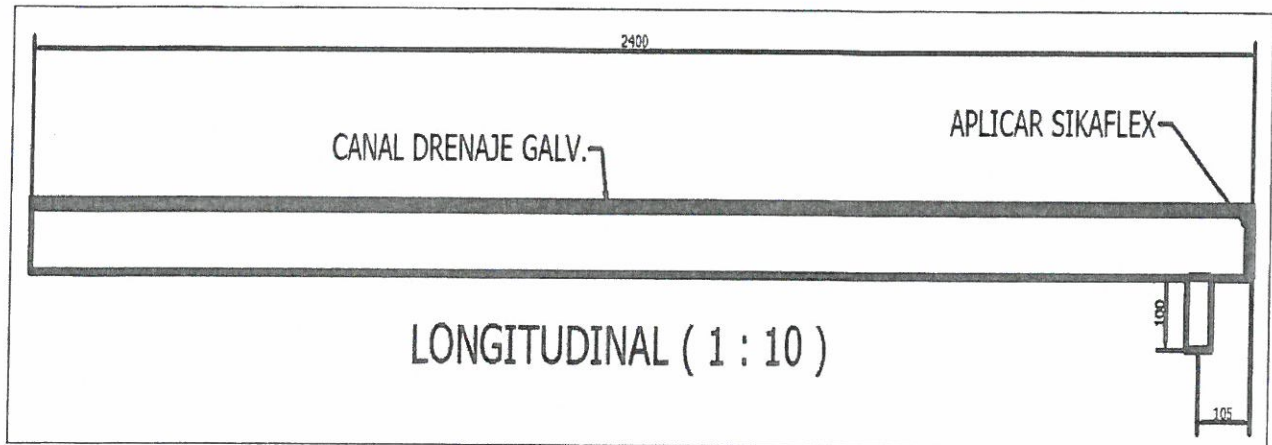 2400
APLICAR SIKAFLEX
CANAL DRENAJE GALV.
100
LONGITUDINAL ( 1 : 10 )
105